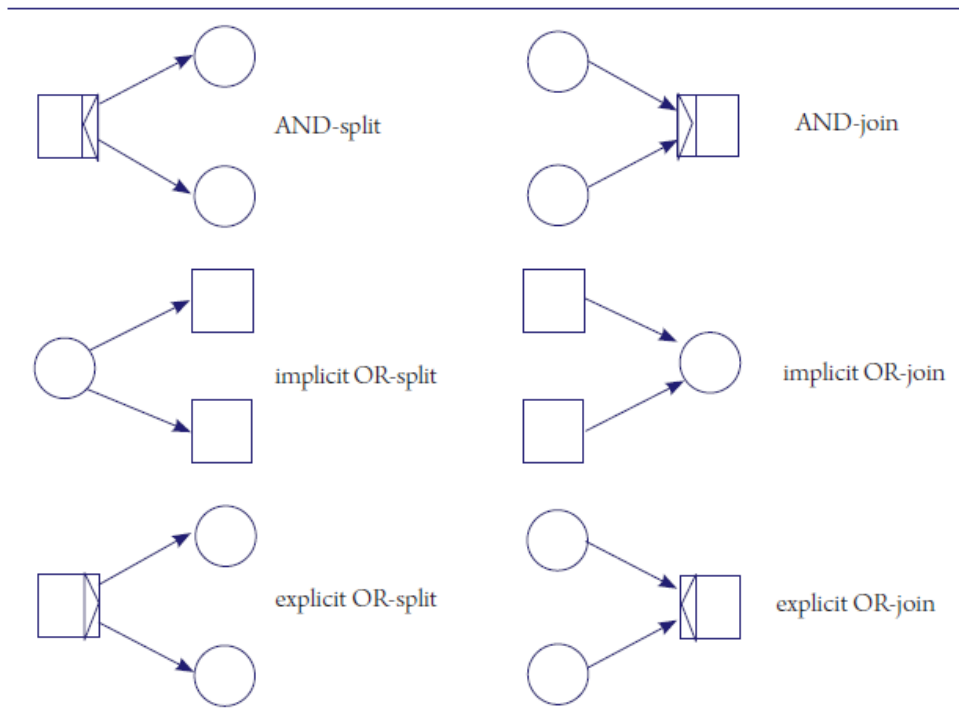 AND-split
AND-join
implicit OR-split
implicit OR-join
explicit OR-split
explicit OR-join